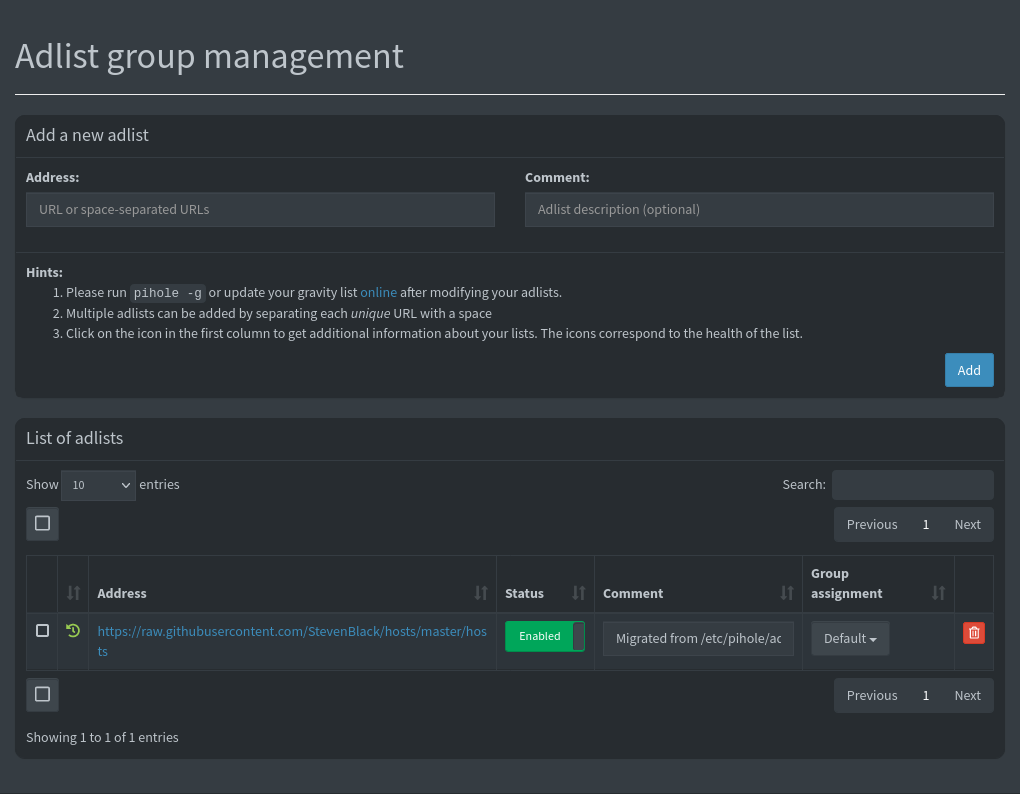 Adlist group management
Add a new adlist
Address:
Comment:
URL or space-separated URLs
Adlist description (optional)
Hints:
1. Please run pihole -g or update your gravity list online after modifying your adlists.
2. Multiple adlists can be added by separating each unique URL with a space
3. Click on the icon in the first column to get additional information about your lists. The icons correspond to the health of the list.
Add
List of adlists
Show 10 entries
Search:
Previous 1 Next
Address
Status
Comment
Group
assignment
https://raw.githubusercontent.com/StevenBlack/hosts/master/hos
ts
Enabled
Migrated from /etc/pihole/ad
Default
Previous 1 Next
Showing 1 to 1 of 1 entries